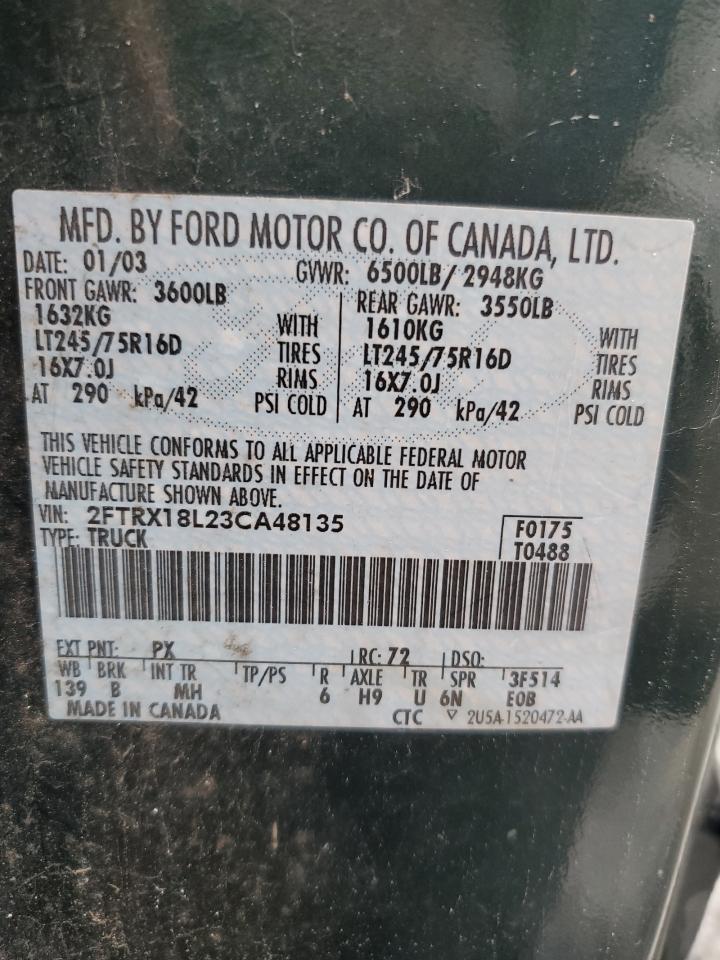 MFD. BY FORD MOTOR CO. OF CANADA, LTD.
DATE: 01/03 GVWR: 6500LB/ 2948KG
FRONT GAWR: 3600LB
1632KG WITH
LT245/75R16D TIRES
16X7.0J RIMS
AT 290 kPa/42 PSI COLD
REAR GAWR: 3550LB
1610KG WITH
LT245/75R16D TIRES
16X7.0J RIMS
AT 290 kPa/42 PSI COLD
THIS VEHICLE CONFORMS TO ALL APPLICABLE FEDERAL MOTOR
VEHICLE SAFETY STANDARDS IN EFFECT ON THE DATE OF
MANUFACTURE SHOWN ABOVE.
VIN: 2FTRX18L23CA48135
TYPE: TRUCK
F0175
T0488
EXT PNT: PX RC: 72 DSO:
WB BRK INT TR TP/PS R AXLE TR SPR 3F514
139 B MH 6 H9 U 6N EOB
MADE IN CANADA CTC ▽ 2U5A-1520472-AA